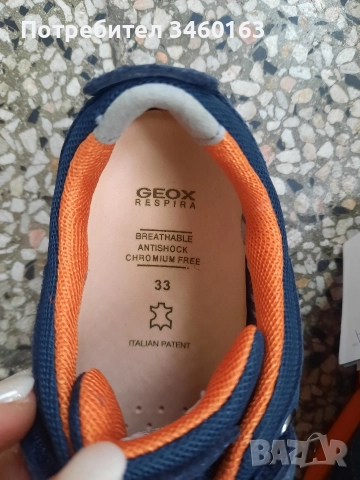 Потребител 3460163
GEOX
RESPIRA
BREATHABLE
ANTISHOCK
CHROMIUM FREE
33
ITALIAN PATENT
BAZAR